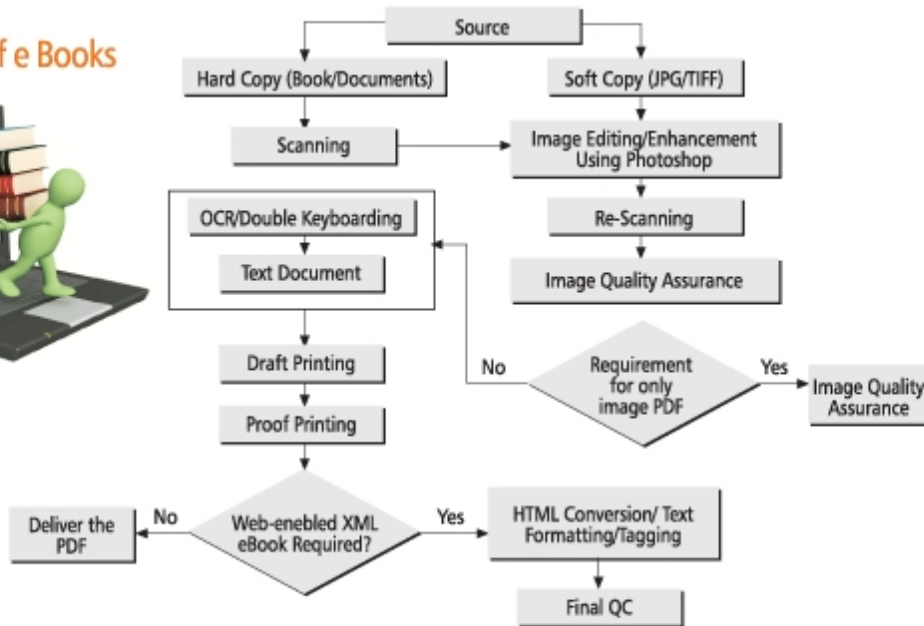 f e Books
Source
Hard Copy (Book/Documents)
Soft Copy (JPG/TIFF)
Scanning
Image Editing/Enhancement
Using Photoshop
OCR/Double Keyboarding
Text Document
Re-Scanning
Image Quality Assurance
Draft Printing
Proof Printing
No
Requirement
for only
image PDF
Yes
Image Quality
Assurance
Deliver the
PDF
No
Web-enebled XML
eBook Required?
Yes
HTML Conversion/ Text
Formatting/Tagging
Final QC